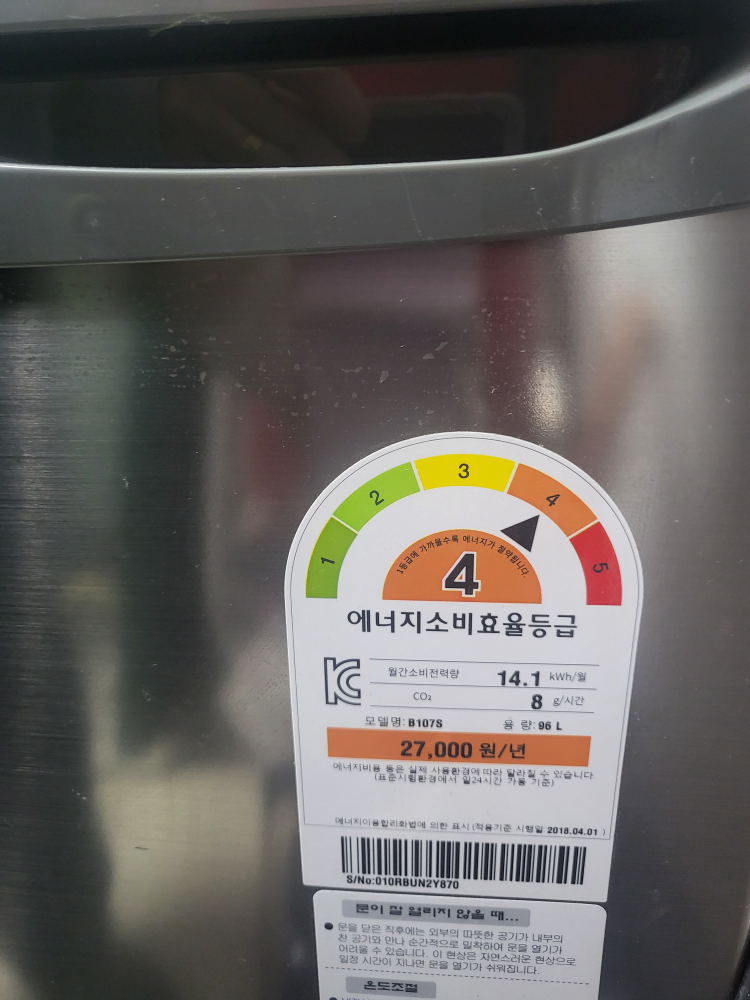 1
2
3
4
5
1등급에 가까울수록 에너지가 절약됩니다.
4
에너지소비효율등급
월간소비전력량 14.1 kWh/월
CO₂ 8 g/시간
모델명: B107S 용 량: 96 L
27,000 원/년
에너지비용 등은 실제 사용환경에 따라 달라질 수 있습니다.
(표준시험환경에서 일24시간 가동 기준)
에너지이용합리화법에 의한 표시 (적용기준 시행일: 2018.04.01 )
S/No:010RBUN2Y870
문이 잘 열리지 않을 때...
● 문을 닫은 직후에는 외부의 따뜻한 공기가 내부의
찬 공기와 만나 순간적으로 밀착하여 문을 열기가
어려울 수 있습니다. 이 현상은 자연스러운 현상으로
일정 시간이 지나면 문을 열기가 쉬워집니다.
온도조절